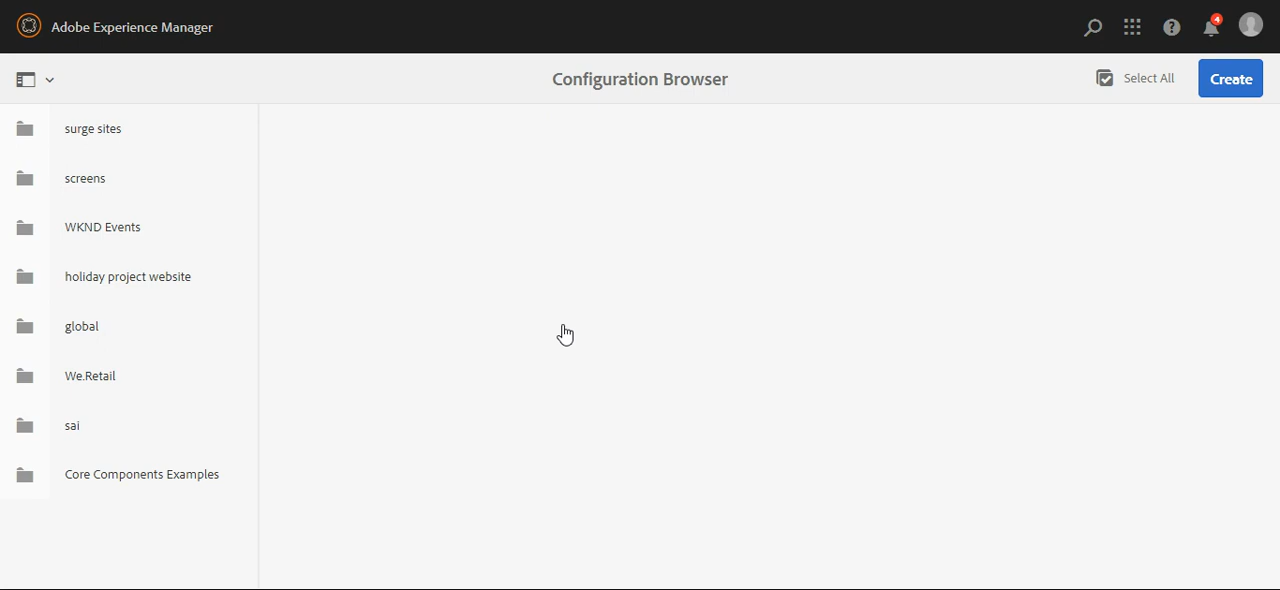 Adobe Experience Manager
4
Configuration Browser
Select All
Create
surge sites
screens
WKND Events
holiday project website
global
We.Retail
sai
Core Components Examples